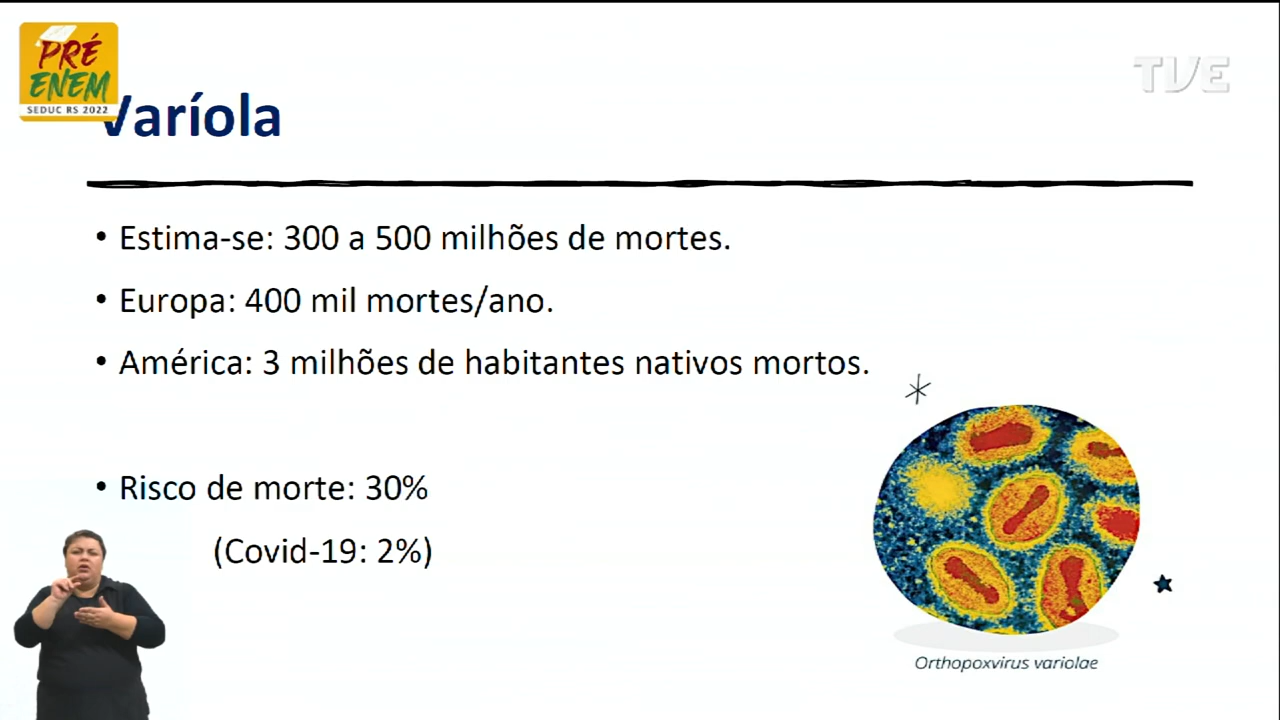 PRÉ
ENEM
SEDUC RS 2022
TVE
Varíola
• Estima-se: 300 a 500 milhões de mortes.
• Europa: 400 mil mortes/ano.
• América: 3 milhões de habitantes nativos mortos.
• Risco de morte: 30%
(Covid-19: 2%)
Orthopoxvirus variolae